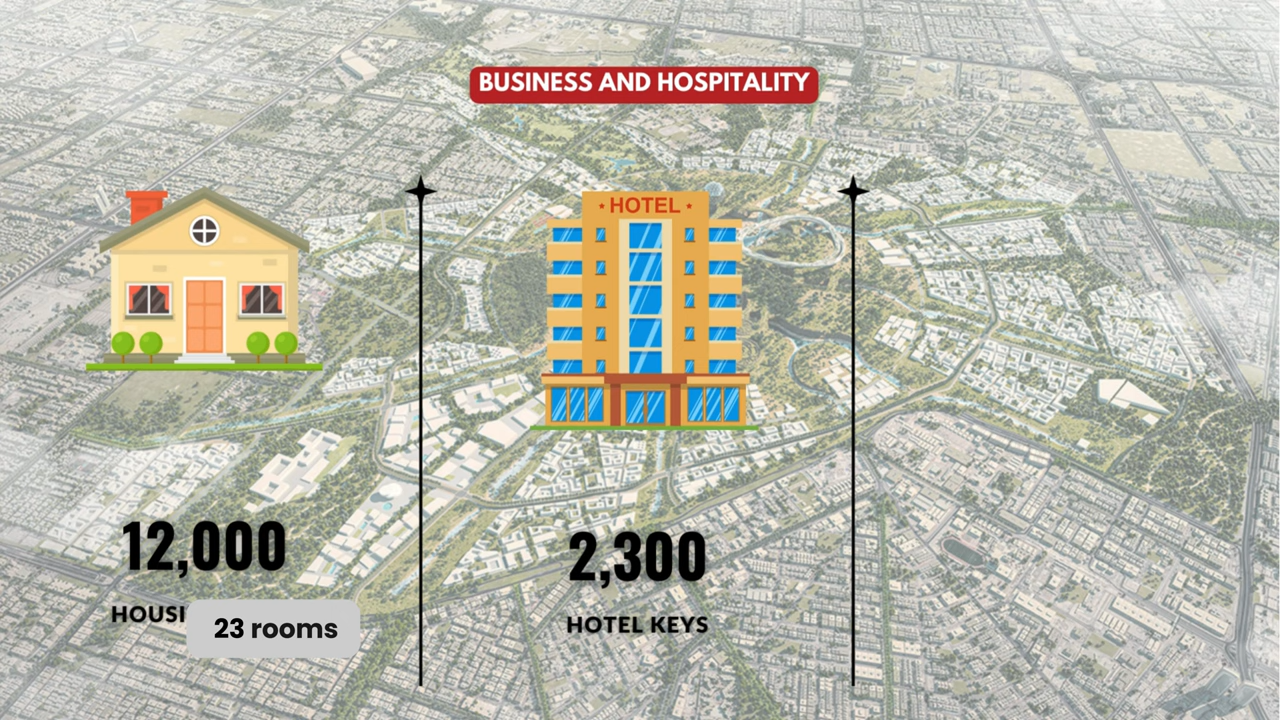 BUSINESS AND HOSPITALITY
HOTEL
12,000
2,300
HOUSI
23 rooms
HOTEL KEYS